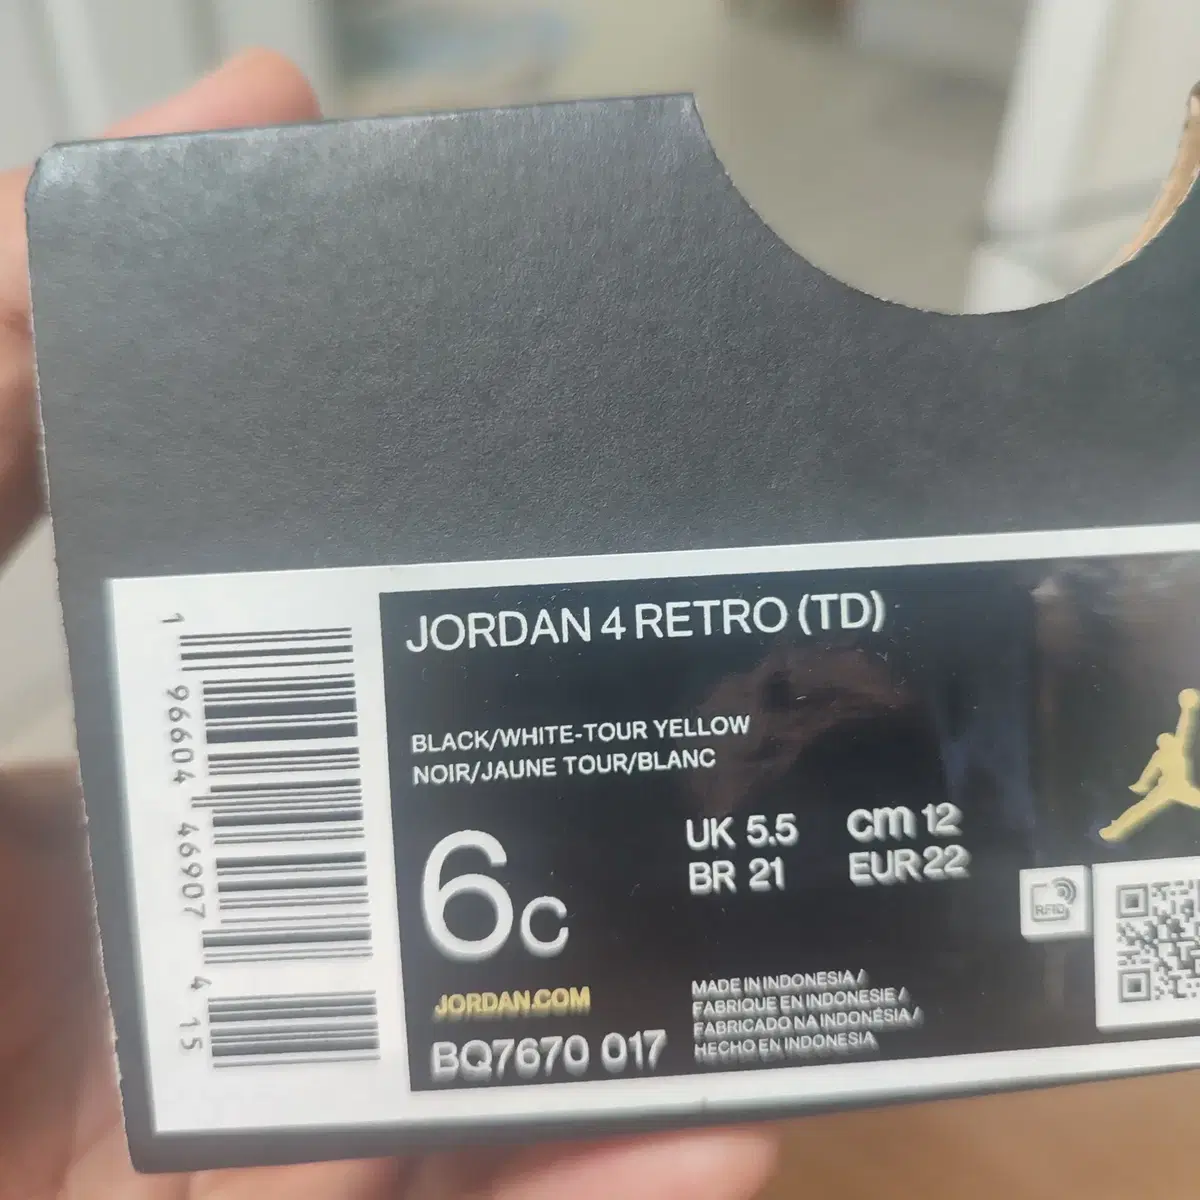 JORDAN 4 RETRO (TD)
BLACK/WHITE-TOUR YELLOW
NOIR/JAUNE TOUR/BLANC
6C
UK 5.5 cm 12
BR 21 EUR 22
RFID
JORDAN.COM
BQ7670 017
MADE IN INDONESIA /
FABRIQUE EN INDONESIE /
FABRICADO NA INDONÉSIA /
HECHO EN INDONESIA
1 96604 46907 4 15